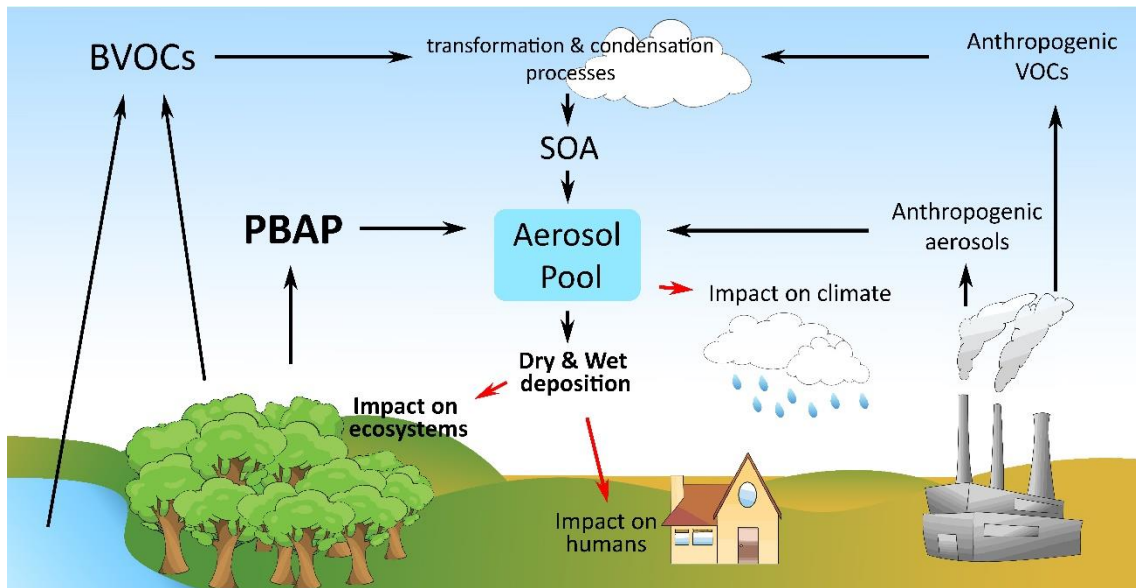 BVOCs
transformation & condensation
processes
Anthropogenic
VOCs
SOA
PBAP
Aerosol
Pool
Anthropogenic
aerosols
Impact on climate
Dry & Wet
deposition
Impact on
ecosystems
Impact on
humans